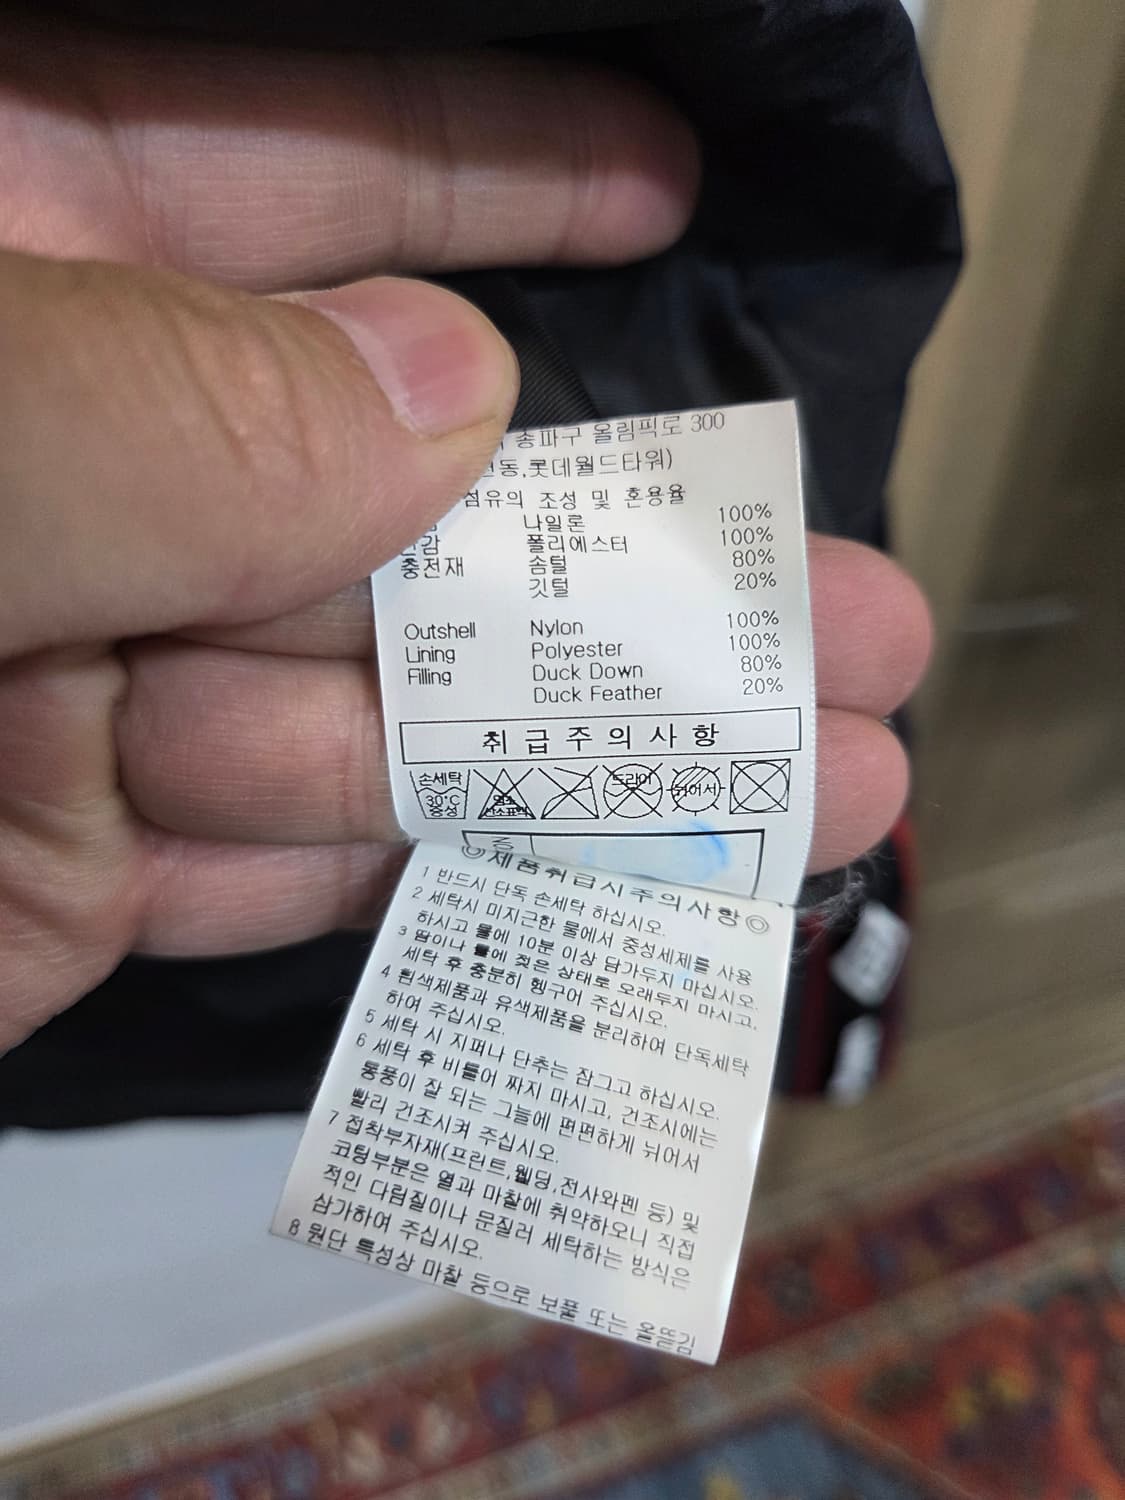 송파구 올림픽로 300
동,롯데월드타워)
섬유의 조성 및 혼용율
나일론 100%
감 폴리에스터 100%
충전재 솜털 80%
깃털 20%
Outshell Nylon 100%
Lining Polyester 100%
Filling Duck Down 80%
Duck Feather 20%
취급주의사항
손세탁 30°C 중성 염소 산소표백 드라이 뉘어서
◎제품취급시주의사항◎
1 반드시 단독 손세탁 하십시오.
2 세탁시 미지근한 물에서 중성세제를 사용
하시고 물에 10분 이상 담가두지 마십시오.
3 땀이나 물에 젖은 상태로 오래두지 마시고,
세탁 후 충분히 헹구어 주십시오.
4 흰색제품과 유색제품을 분리하여 단독세탁
하여 주십시오.
5 세탁 시 지퍼나 단추는 잠그고 하십시오.
6 세탁 후 비틀어 짜지 마시고, 건조시에는
통풍이 잘 되는 그늘에 편편하게 뉘어서
빨리 건조시켜 주십시오.
7 접착부자재(프린트,웰딩,전사와펜 등) 및
코팅부분은 열과 마찰에 취약하오니 직접
적인 다림질이나 문질러 세탁하는 방식은
삼가하여 주십시오.
8 원단 특성상 마찰 등으로 보풀 또는 올뜯김